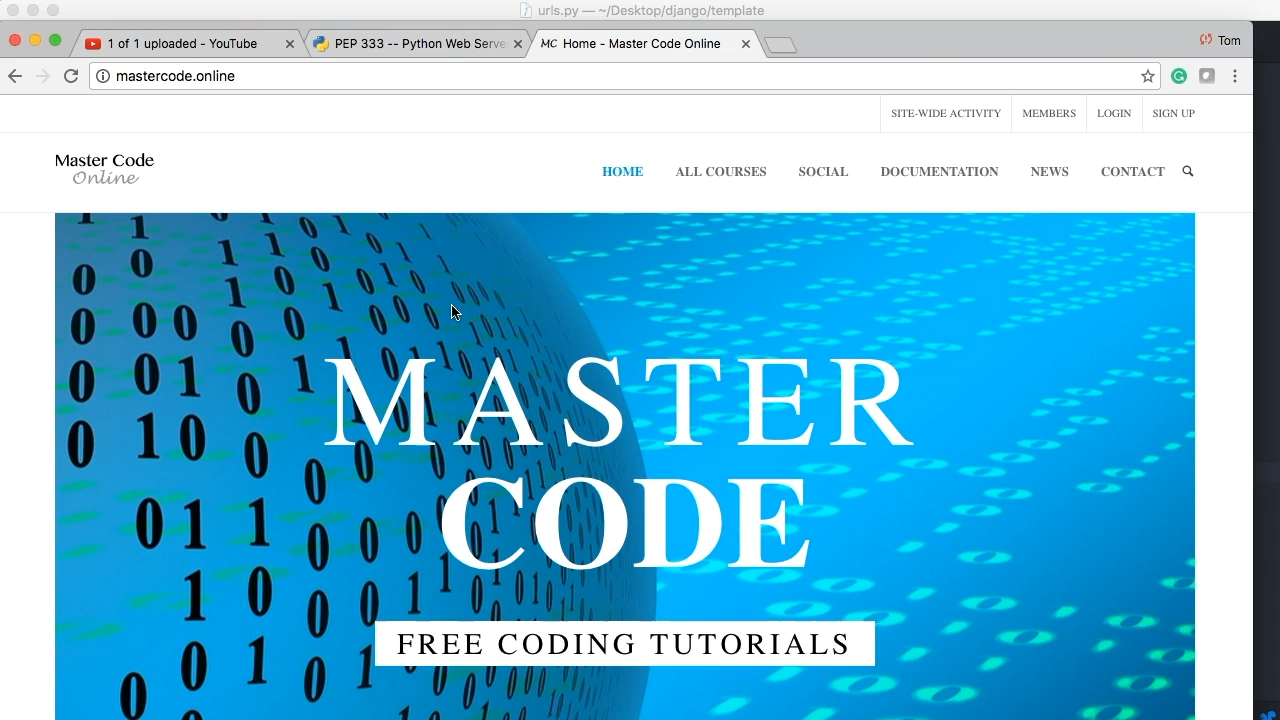 urls.py — ~/Desktop/django/template
1 of 1 uploaded - YouTube
PEP 333 -- Python Web Serve
MC Home - Master Code Online
Tom
mastercode.online
SITE-WIDE ACTIVITY MEMBERS LOGIN SIGN UP
Master Code
Online
HOME ALL COURSES SOCIAL DOCUMENTATION NEWS CONTACT
MASTER
CODE
FREE CODING TUTORIALS